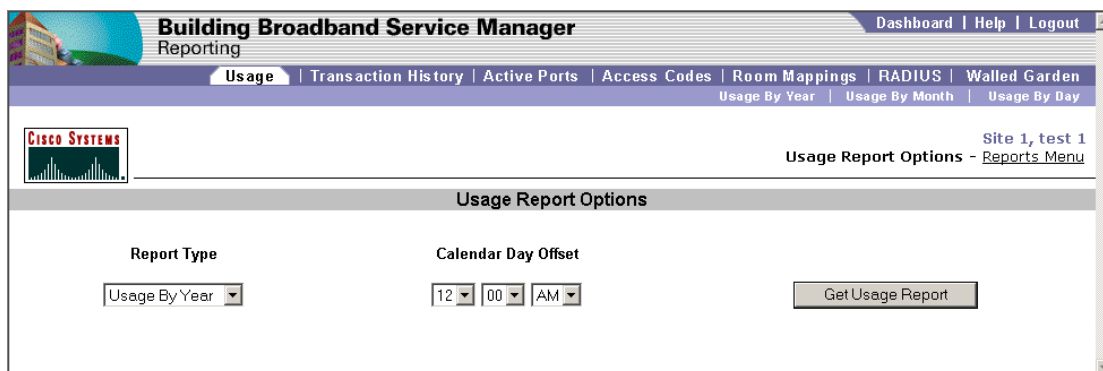 Building Broadband Service Manager
Dashboard | Help | Logout
Reporting
Usage | Transaction History | Active Ports | Access Codes | Room Mappings | RADIUS | Walled Garden
Usage By Year | Usage By Month | Usage By Day
CISCO SYSTEMS
Site 1, test 1
Usage Report Options - Reports Menu
Usage Report Options
Report Type Calendar Day Offset
Usage By Year 12 00 AM Get Usage Report